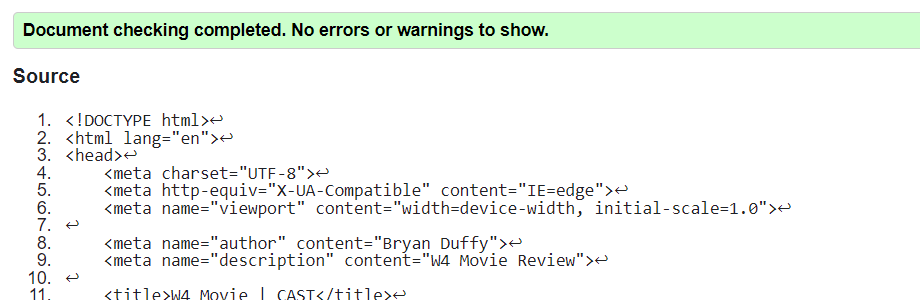 Document checking completed. No errors or warnings to show.
Source
1. <!DOCTYPE html>↩
2. <html lang="en">↩
3. <head>↩
4.     <meta charset="UTF-8">↩
5.     <meta http-equiv="X-UA-Compatible" content="IE=edge">↩
6.     <meta name="viewport" content="width=device-width, initial-scale=1.0">↩
7. ↩
8.     <meta name="author" content="Bryan Duffy">↩
9.     <meta name="description" content="W4 Movie Review">↩
10. ↩
11.     <title>W4 Movie | CAST</title>↩